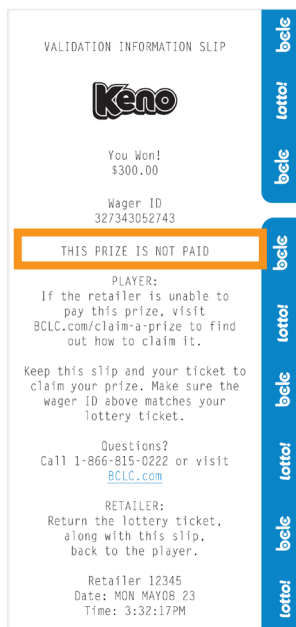 VALIDATION INFORMATION SLIP
Keno
You Won!
$300.00
Wager ID
327343052743
THIS PRIZE IS NOT PAID
PLAYER:
If the retailer is unable to
pay this prize, visit
BCLC.com/claim-a-prize to find
out how to claim it.
Keep this slip and your ticket to
claim your prize. Make sure the
wager ID above matches your
lottery ticket.
Questions?
Call 1-866-815-0222 or visit
BCLC.com
RETAILER:
Return the lottery ticket,
along with this slip,
back to the player.
Retailer 12345
Date: MON MAY08 23
Time: 3:32:17PM
bclc
lotto!
bclc
bclc
lotto!
bclc
lotto!
bclc
lotto!